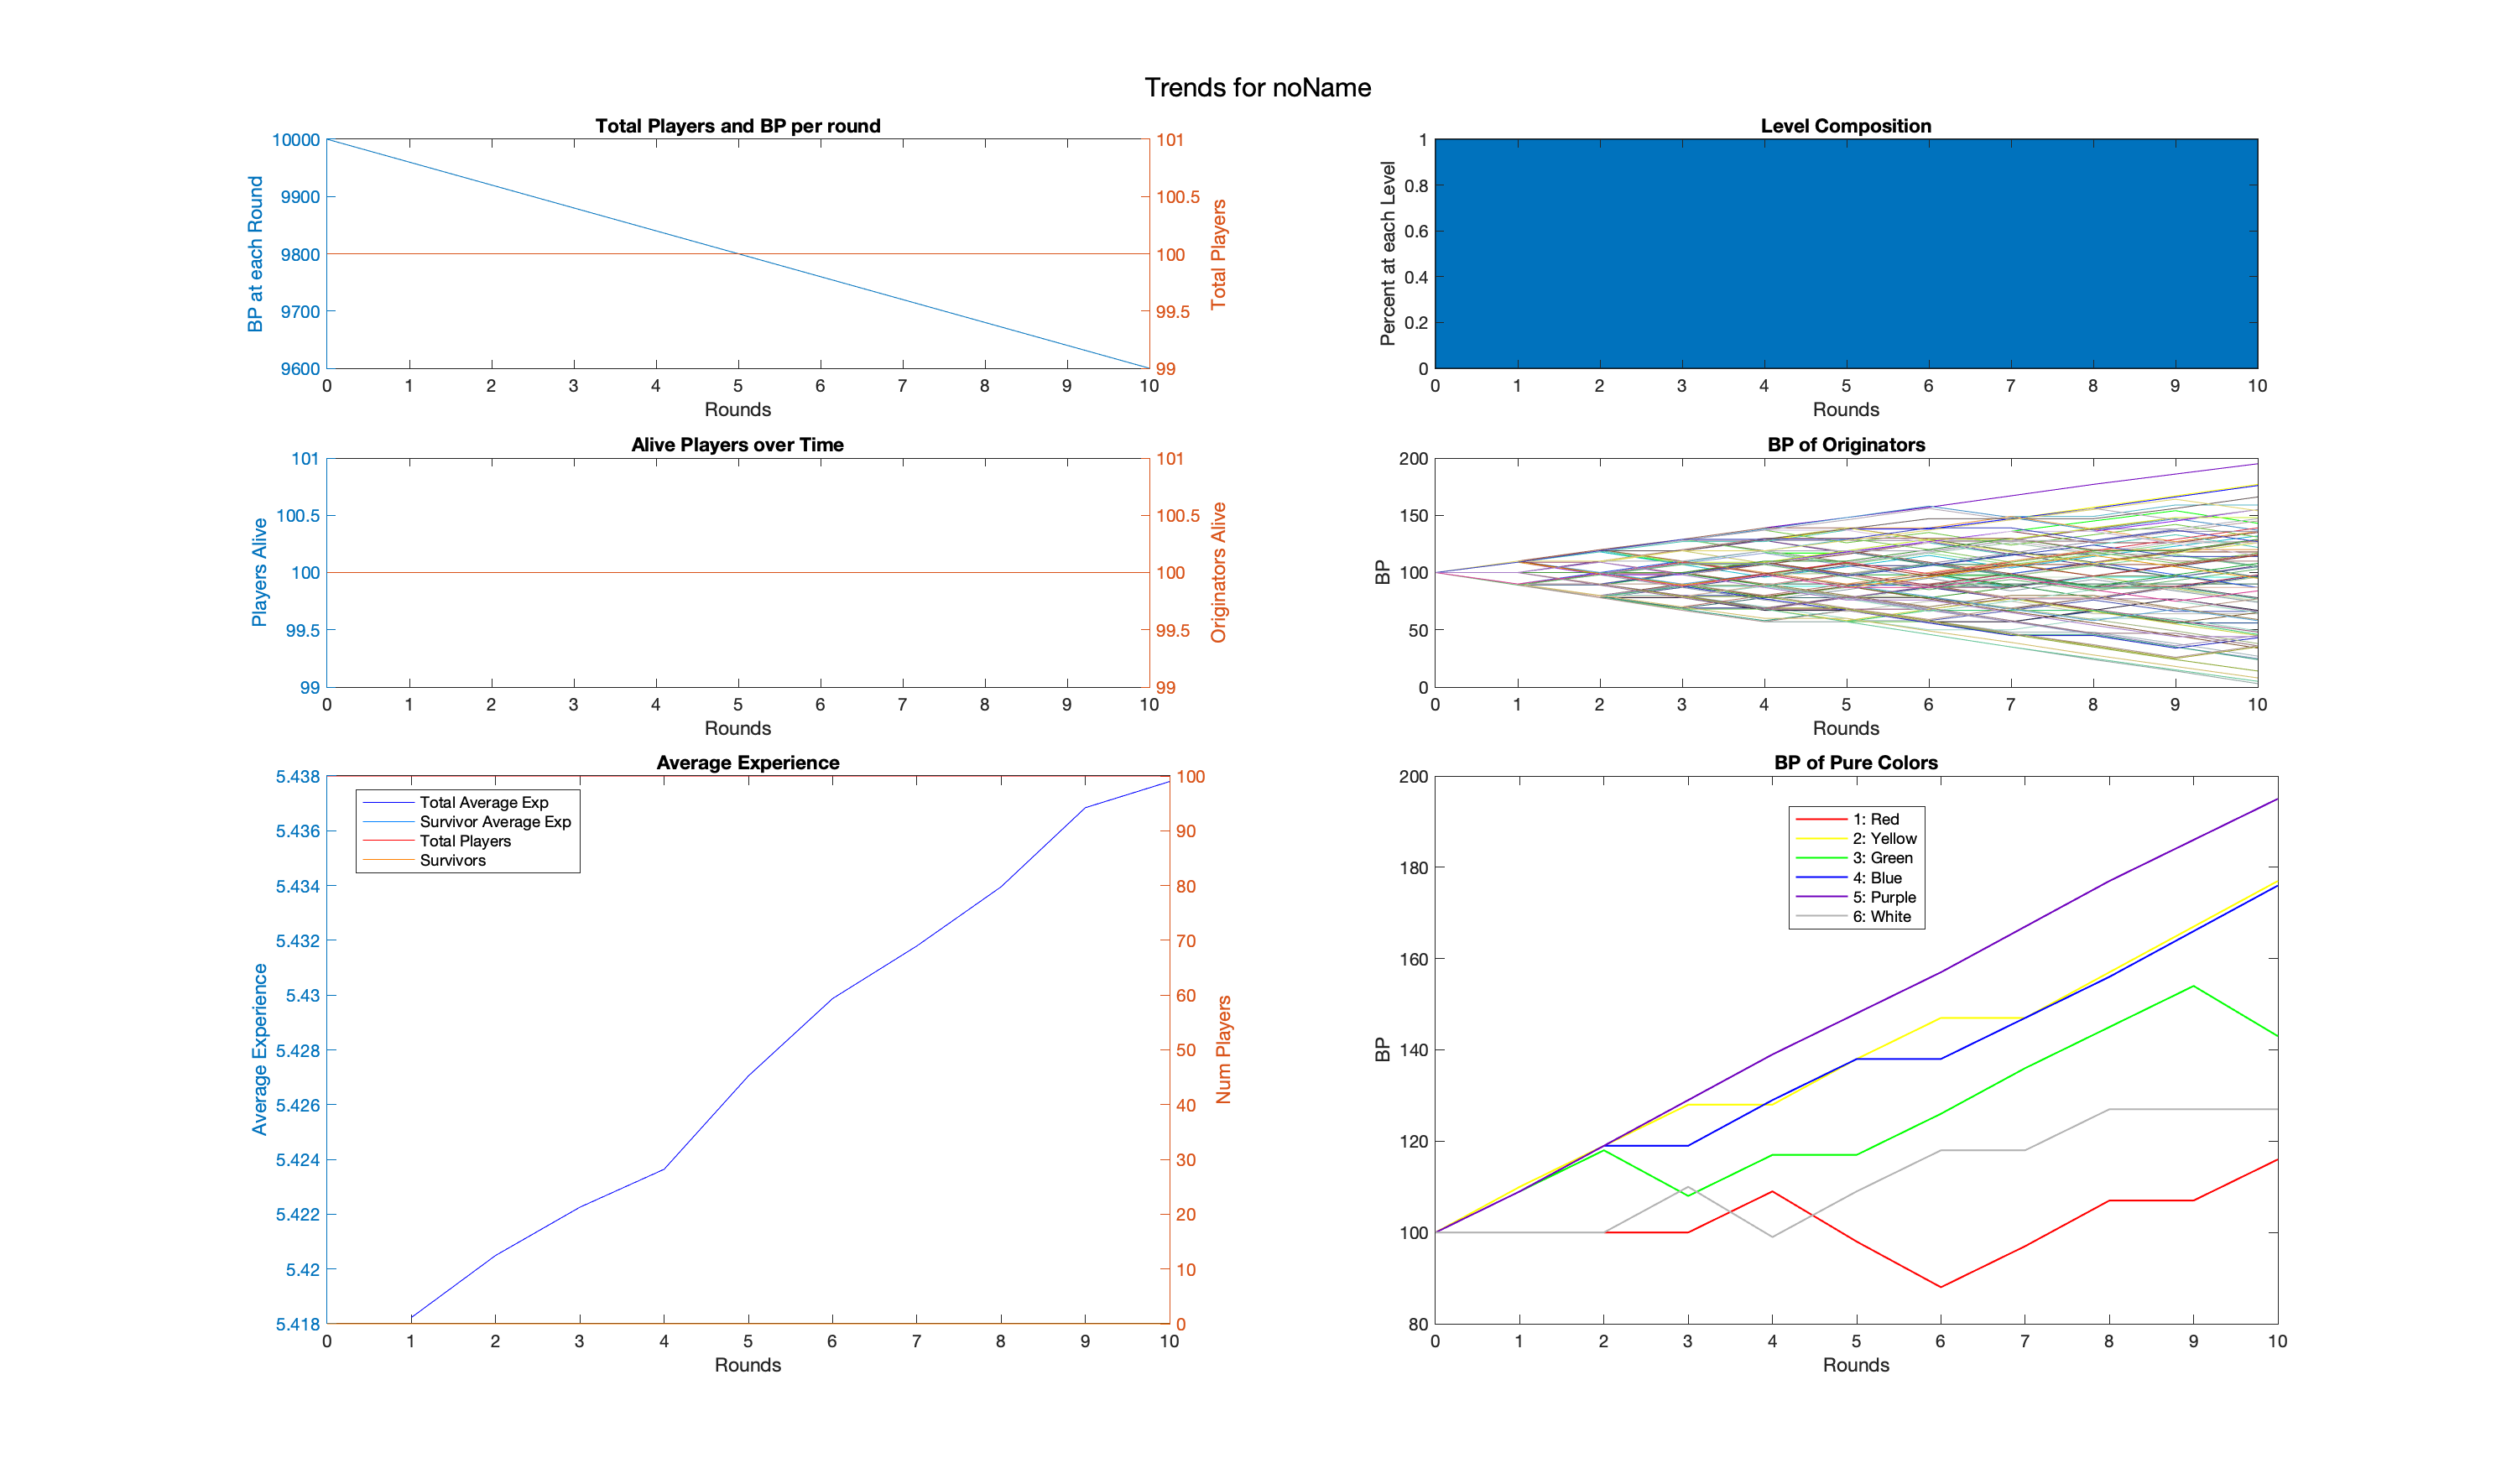 Trends for noName
Total Players and BP per round
10000
9900
9800
9700
9600
BP at each Round
101
100.5
100
99.5
99
Total Players
0 1 2 3 4 5 6 7 8 9 10
Rounds
Level Composition
1
0.8
0.6
0.4
0.2
0
Percent at each Level
0 1 2 3 4 5 6 7 8 9 10
Rounds
Alive Players over Time
101
100.5
100
99.5
99
Players Alive
101
100.5
100
99.5
99
Originators Alive
0 1 2 3 4 5 6 7 8 9 10
Rounds
BP of Originators
200
150
100
50
0
BP
0 1 2 3 4 5 6 7 8 9 10
Rounds
Average Experience
5.438
5.436
5.434
5.432
5.43
5.428
5.426
5.424
5.422
5.42
5.418
Average Experience
Total Average Exp
Survivor Average Exp
Total Players
Survivors
100
90
80
70
60
50
40
30
20
10
0
Num Players
0 1 2 3 4 5 6 7 8 9 10
Rounds
BP of Pure Colors
200
180
160
140
120
100
80
BP
1: Red
2: Yellow
3: Green
4: Blue
5: Purple
6: White
0 1 2 3 4 5 6 7 8 9 10
Rounds